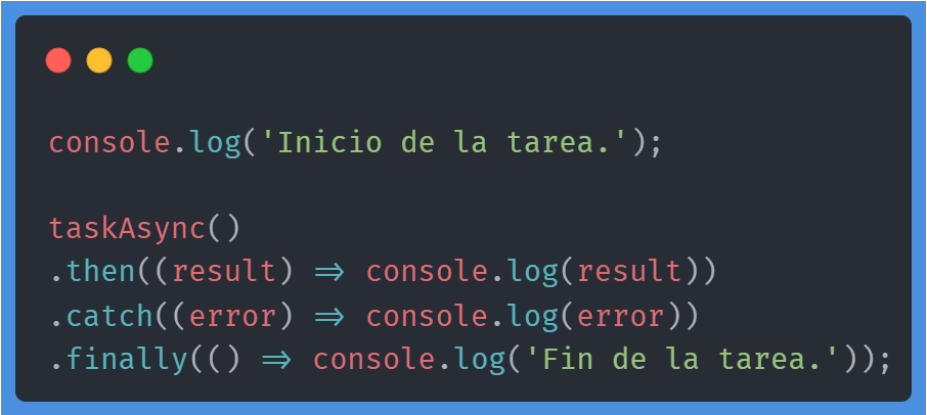 console.log('Inicio de la tarea.');
taskAsync()
.then((result) => console.log(result))
.catch((error) => console.log(error))
.finally(() => console.log('Fin de la tarea.'));